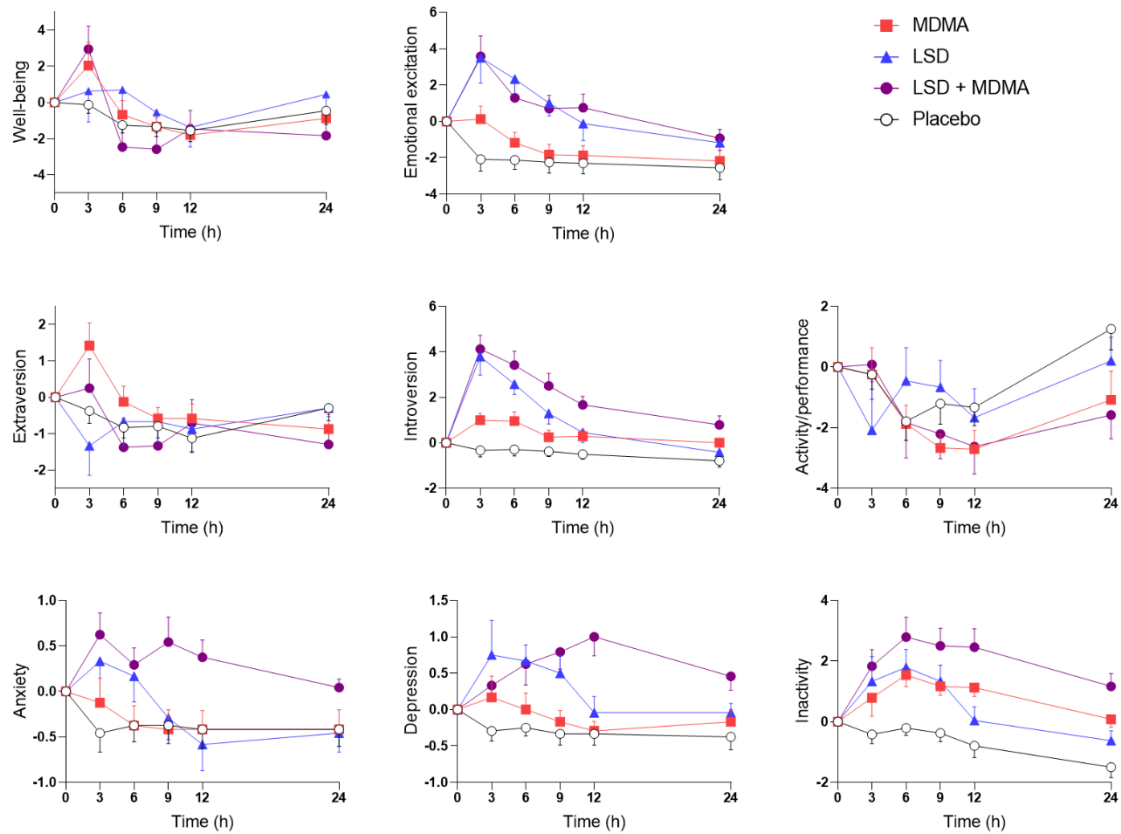 MDMA
LSD
LSD + MDMA
Placebo
Well-being
4
2
0
-2
-4
0 3 6 9 12 24
Time (h)
Emotional excitation
6
4
2
0
-2
-4
0 3 6 9 12 24
Time (h)
Extraversion
2
1
0
-1
-2
0 3 6 9 12 24
Time (h)
Introversion
6
4
2
0
-2
0 3 6 9 12 24
Time (h)
Activity/performance
2
0
-2
-4
0 3 6 9 12 24
Time (h)
Anxiety
1.0
0.5
0.0
-0.5
-1.0
0 3 6 9 12 24
Time (h)
Depression
1.5
1.0
0.5
0.0
-0.5
-1.0
0 3 6 9 12 24
Time (h)
Inactivity
4
2
0
-2
0 3 6 9 12 24
Time (h)